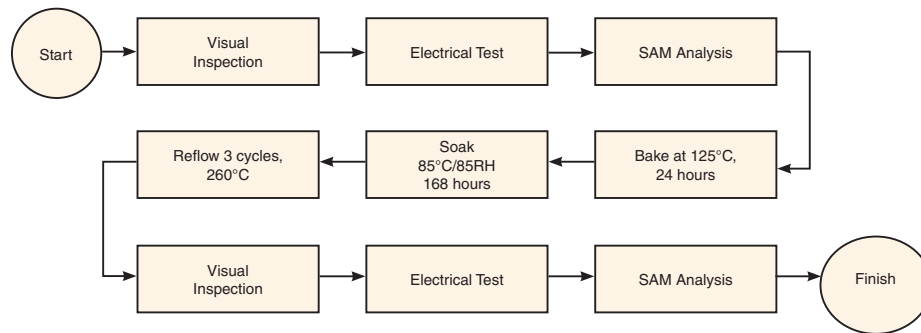 Start
Visual
Inspection
Electrical Test
SAM Analysis
Bake at 125°C,
24 hours
Soak
85°C/85RH
168 hours
Reflow 3 cycles,
260°C
Visual
Inspection
Electrical Test
SAM Analysis
Finish